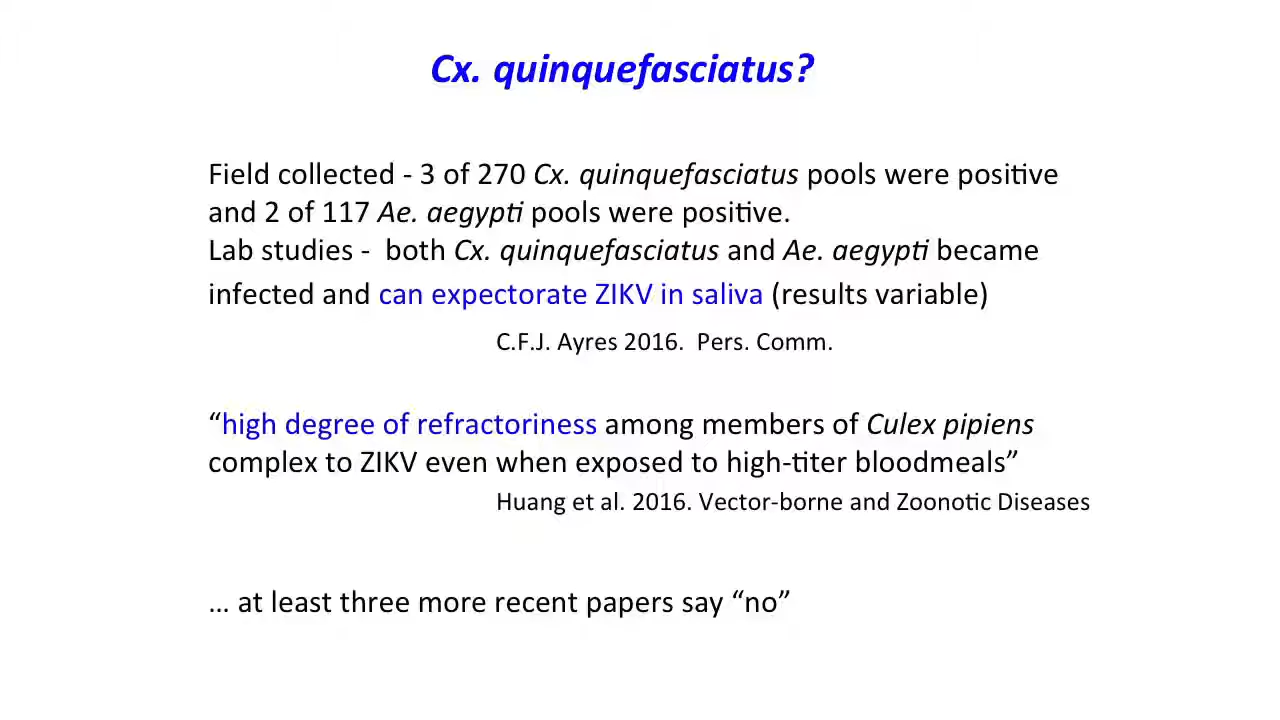 Cx. quinquefasciatus?
Field collected - 3 of 270 Cx. quinquefasciatus pools were positive
and 2 of 117 Ae. aegypti pools were positive.
Lab studies -  both Cx. quinquefasciatus and Ae. aegypti became
infected and can expectorate ZIKV in saliva (results variable)
C.F.J. Ayres 2016.  Pers. Comm.
“high degree of refractoriness among members of Culex pipiens
complex to ZIKV even when exposed to high-titer bloodmeals”
Huang et al. 2016. Vector-borne and Zoonotic Diseases
… at least three more recent papers say “no”